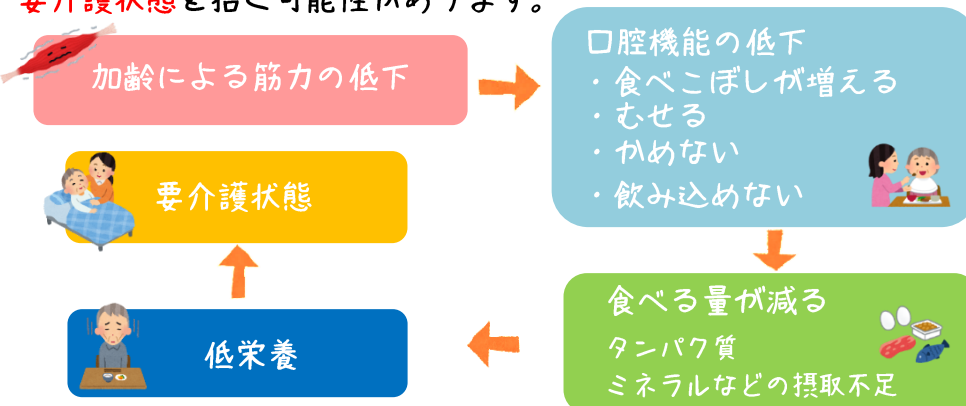 要介護状態を招く可能性があります。
加齢による筋力の低下
口腔機能の低下
・食べこぼしが増える
・むせる
・かめない
・飲み込めない
食べる量が減る
タンパク質
ミネラルなどの摂取不足
低栄養
要介護状態